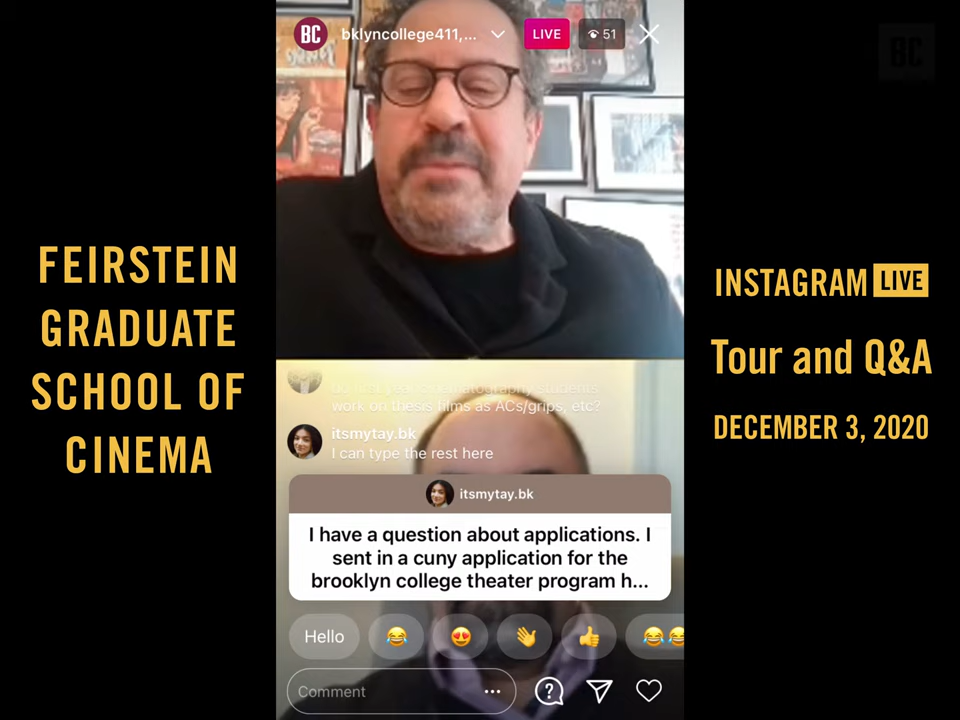 FEIRSTEIN
GRADUATE
SCHOOL OF
CINEMA
BC
bklyncollege411,...
LIVE
51
work on thesis films as ACs/grips, etc?
itsmytay.bk
I can type the rest here
itsmytay.bk
I have a question about applications. I
sent in a cuny application for the
brooklyn college theater program h...
Hello
Comment
INSTAGRAM LIVE
Tour and Q&A
DECEMBER 3, 2020
BC